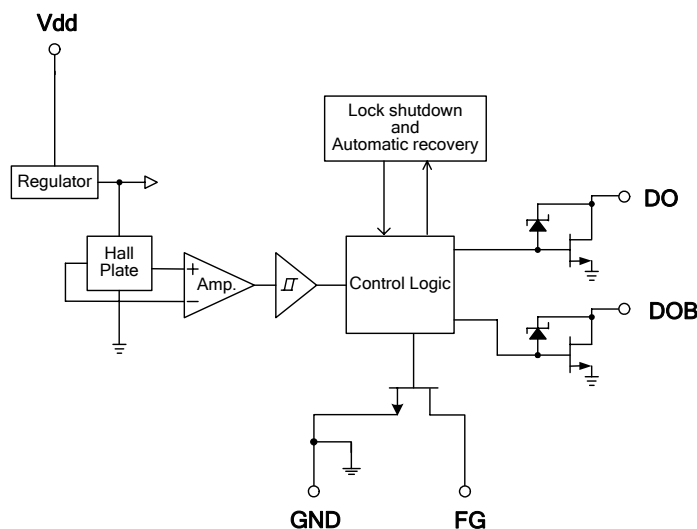 Vdd
Lock shutdown
and
Automatic recovery
Regulator
DO
Hall
Plate
+
Amp.
−
Control Logic
DOB
GND
FG